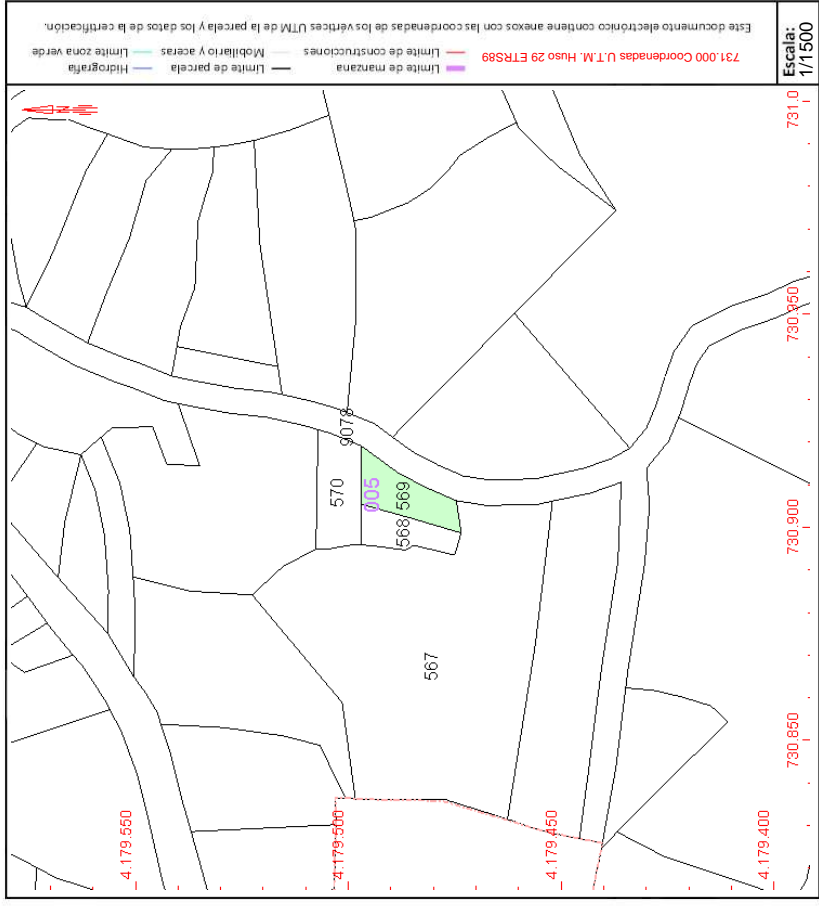 Este documento electrónico contiene anexos con las coordenadas de los vértices UTM de la parcela y los datos de la certificación.
731.000 Coordenadas U.T.M. Huso 29 ETRS89
Límite de manzana
Límite de construcciones
Límite de parcela
Mobiliario y aceras
Hidrografía
Límite zona verde
Escala:
1/1500
731.0
730.950
730.900
730.850
4.179.550
4.179.500
4.179.450
4.179.400
9078
570
005
569
568
567